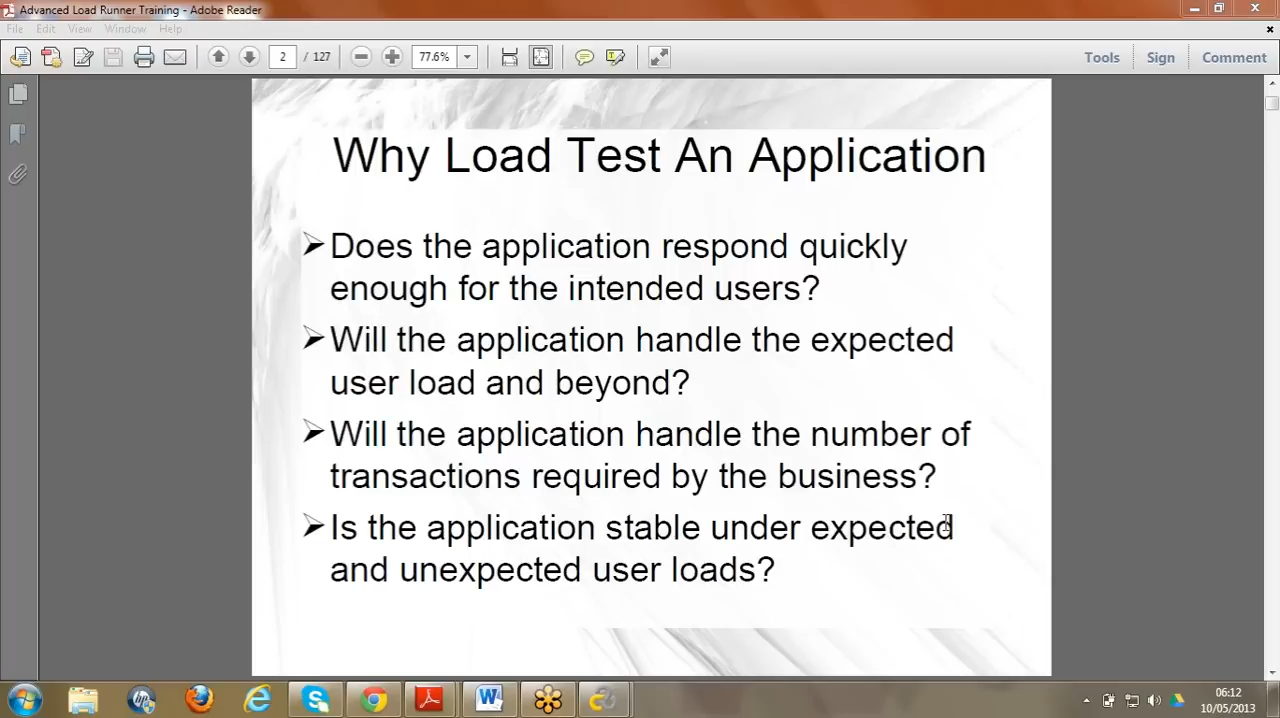 Advanced Load Runner Training - Adobe Reader
File Edit View Window Help
2 / 127 77.6% Tools Sign Comment
Why Load Test An Application
Does the application respond quickly
enough for the intended users?
Will the application handle the expected
user load and beyond?
Will the application handle the number of
transactions required by the business?
Is the application stable under expected
and unexpected user loads?
06:12
10/05/2013